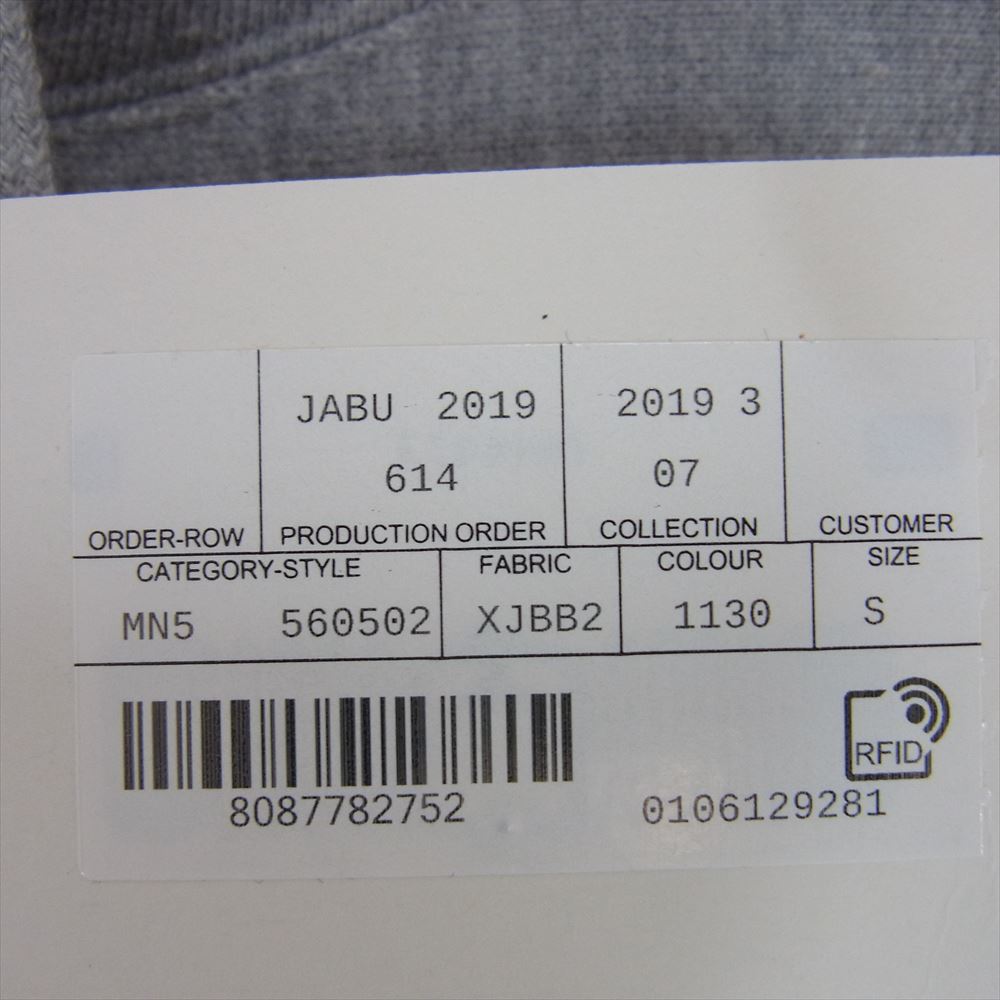 JABU 2019 2019 3
614 07
ORDER-ROW PRODUCTION ORDER COLLECTION CUSTOMER
CATEGORY-STYLE FABRIC COLOUR SIZE
MN5 560502 XJBB2 1130 S
RFID
8087782752 0106129281